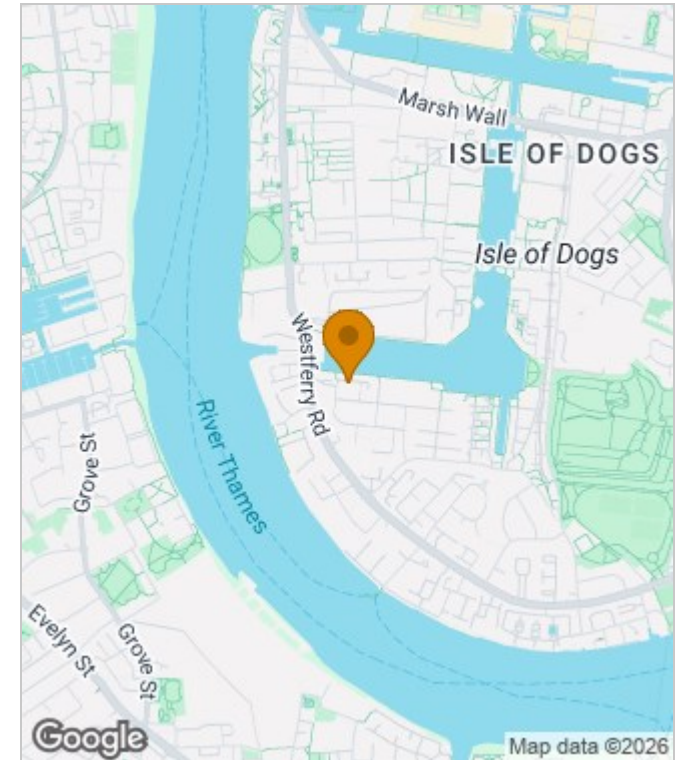 Marsh Wall
ISLE OF DOGS
Isle of Dogs
Westferry Rd
River Thames
Grove St
Evelyn St
Grove St
Google
Map data ©2026